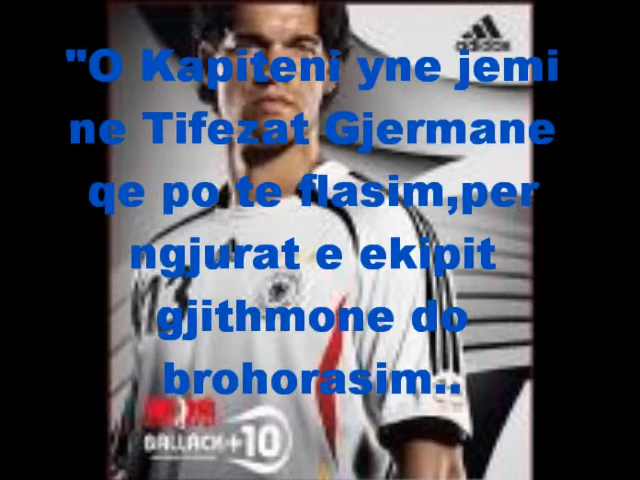 adidas
"O Kapiteni yne jemi
ne Tifezat Gjermane
qe po te flasim,per
ngjurat e ekipit
gjithmone do
brohorasim..
13
BALLACK+10